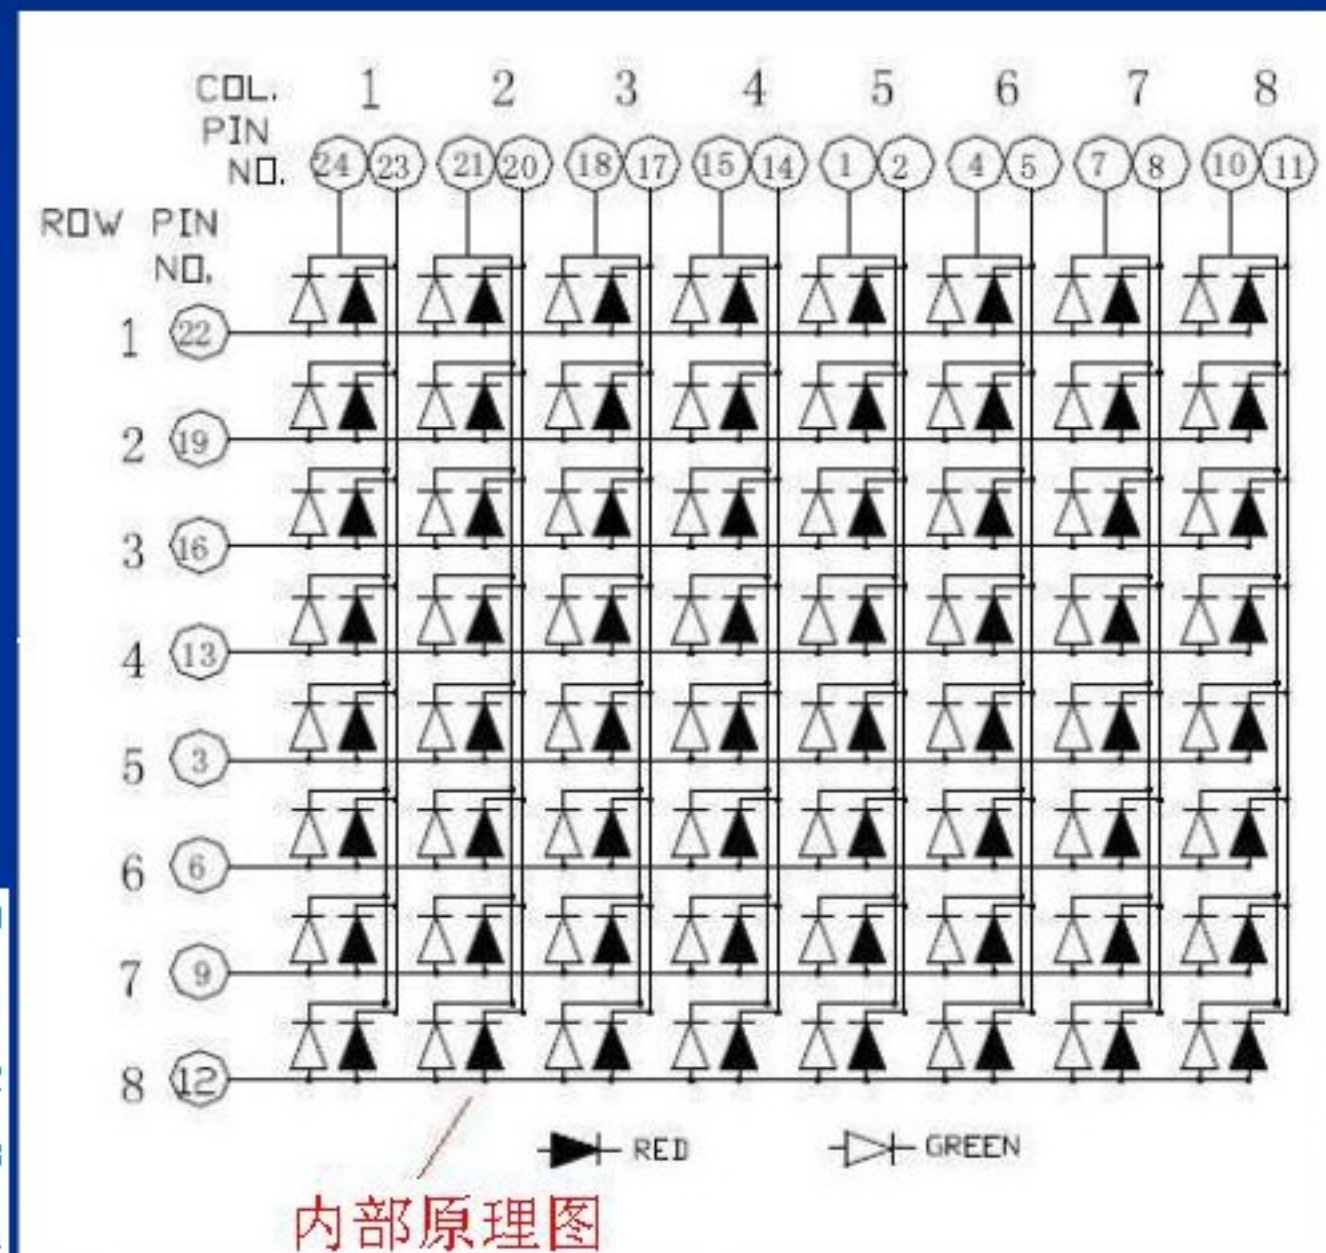 COL. 1 2 3 4 5 6 7 8
PIN
NO. 24 23 21 20 18 17 15 14 1 2 4 5 7 8 10 11
ROW PIN
NO.
1 22
2 19
3 16
4 13
5 3
6 6
7 9
8 12
RED GREEN
内部原理图